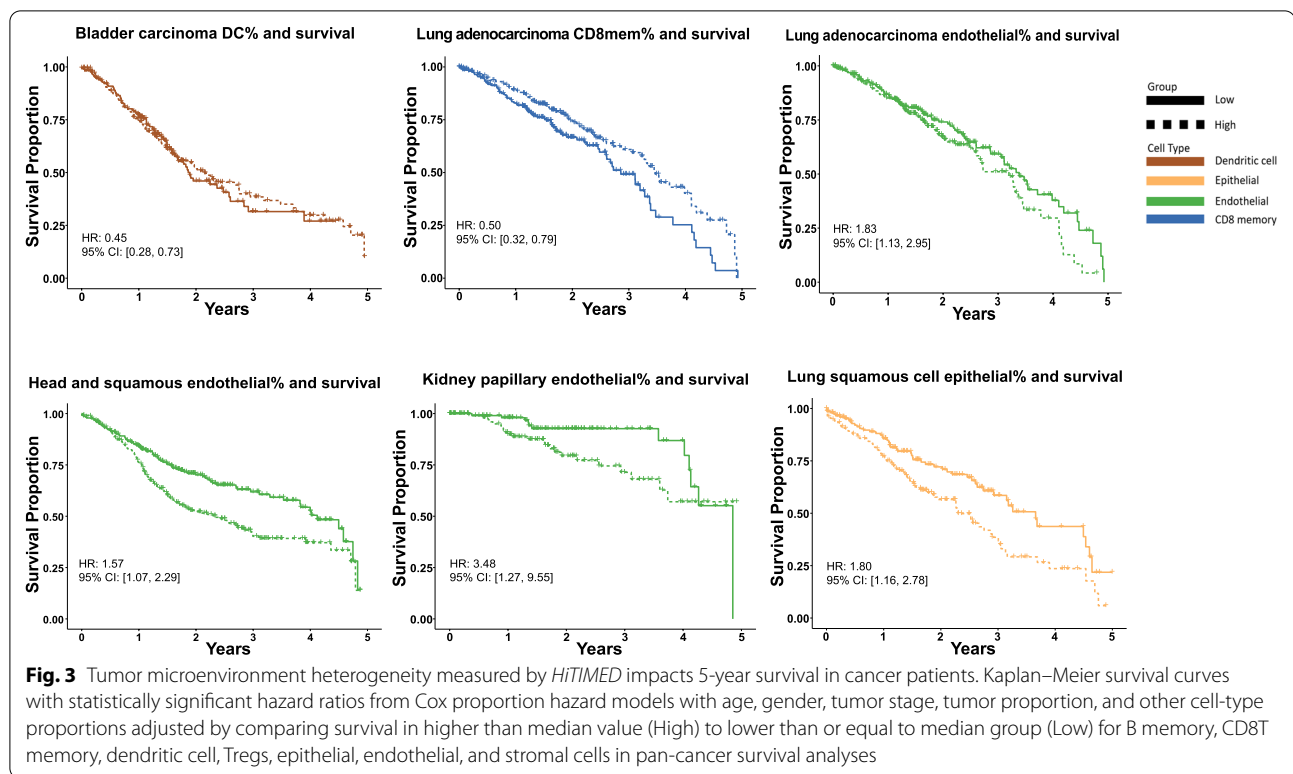 Bladder carcinoma DC% and survival
Survival Proportion
1.00
0.75
0.50
0.25
0.00
HR: 0.45
95% CI: [0.28, 0.73]
0 1 2 3 4 5
Years
Lung adenocarcinoma CD8mem% and survival
Survival Proportion
1.00
0.75
0.50
0.25
0.00
HR: 0.50
95% CI: [0.32, 0.79]
0 1 2 3 4 5
Years
Lung adenocarcinoma endothelial% and survival
Survival Proportion
1.00
0.75
0.50
0.25
0.00
HR: 1.83
95% CI: [1.13, 2.95]
0 1 2 3 4 5
Years
Group
Low
High
Cell Type
Dendritic cell
Epithelial
Endothelial
CD8 memory
Head and squamous endothelial% and survival
Survival Proportion
1.00
0.75
0.50
0.25
0.00
HR: 1.57
95% CI: [1.07, 2.29]
0 1 2 3 4 5
Years
Kidney papillary endothelial% and survival
Survival Proportion
1.00
0.75
0.50
0.25
0.00
HR: 3.48
95% CI: [1.27, 9.55]
0 1 2 3 4 5
Years
Lung squamous cell epithelial% and survival
Survival Proportion
1.00
0.75
0.50
0.25
0.00
HR: 1.80
95% CI: [1.16, 2.78]
0 1 2 3 4 5
Years
Fig. 3 Tumor microenvironment heterogeneity measured by HiTIMED impacts 5-year survival in cancer patients. Kaplan–Meier survival curves
with statistically significant hazard ratios from Cox proportion hazard models with age, gender, tumor stage, tumor proportion, and other cell-type
proportions adjusted by comparing survival in higher than median value (High) to lower than or equal to median group (Low) for B memory, CD8T
memory, dendritic cell, Tregs, epithelial, endothelial, and stromal cells in pan-cancer survival analyses